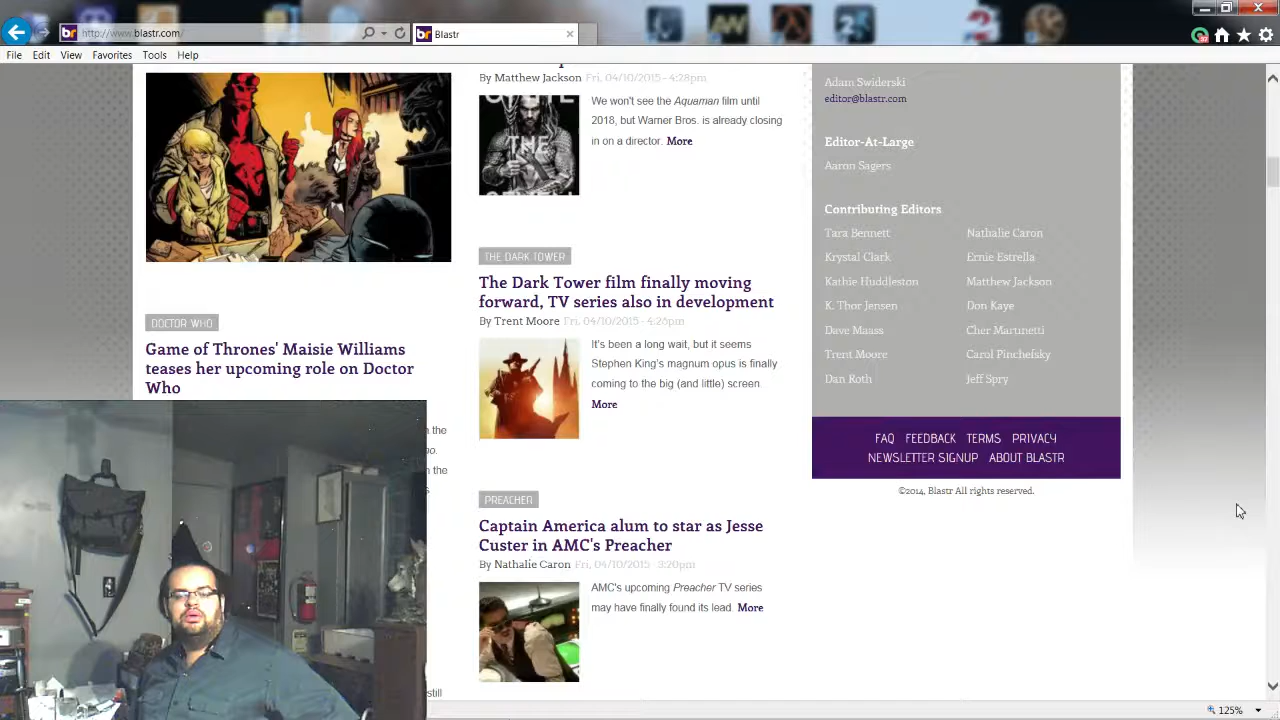 http://www.blastr.com/
Blastr
File Edit View Favorites Tools Help
By Matthew Jackson Fri, 04/10/2015 - 4:28pm
We won't see the Aquaman film until
2018, but Warner Bros. is already closing
in on a director. More
THE DARK TOWER
The Dark Tower film finally moving
forward, TV series also in development
By Trent Moore Fri, 04/10/2015 - 4:28pm
It's been a long wait, but it seems
Stephen King's magnum opus is finally
coming to the big (and little) screen.
More
PREACHER
Captain America alum to star as Jesse
Custer in AMC's Preacher
By Nathalie Caron Fri, 04/10/2015 - 3:20pm
AMC's upcoming Preacher TV series
may have finally found its lead. More
DOCTOR WHO
Game of Thrones' Maisie Williams
teases her upcoming role on Doctor
Who
the
the
still
Adam Swiderski
editor@blastr.com
Editor-At-Large
Aaron Sagers
Contributing Editors
Tara Bennett Nathalie Caron
Krystal Clark Ernie Estrella
Kathie Huddleston Matthew Jackson
K. Thor Jensen Don Kaye
Dave Maass Cher Martinetti
Trent Moore Carol Pinchefsky
Dan Roth Jeff Spry
FAQ FEEDBACK TERMS PRIVACY
NEWSLETTER SIGNUP ABOUT BLASTR
©2014, Blastr All rights reserved.
125%